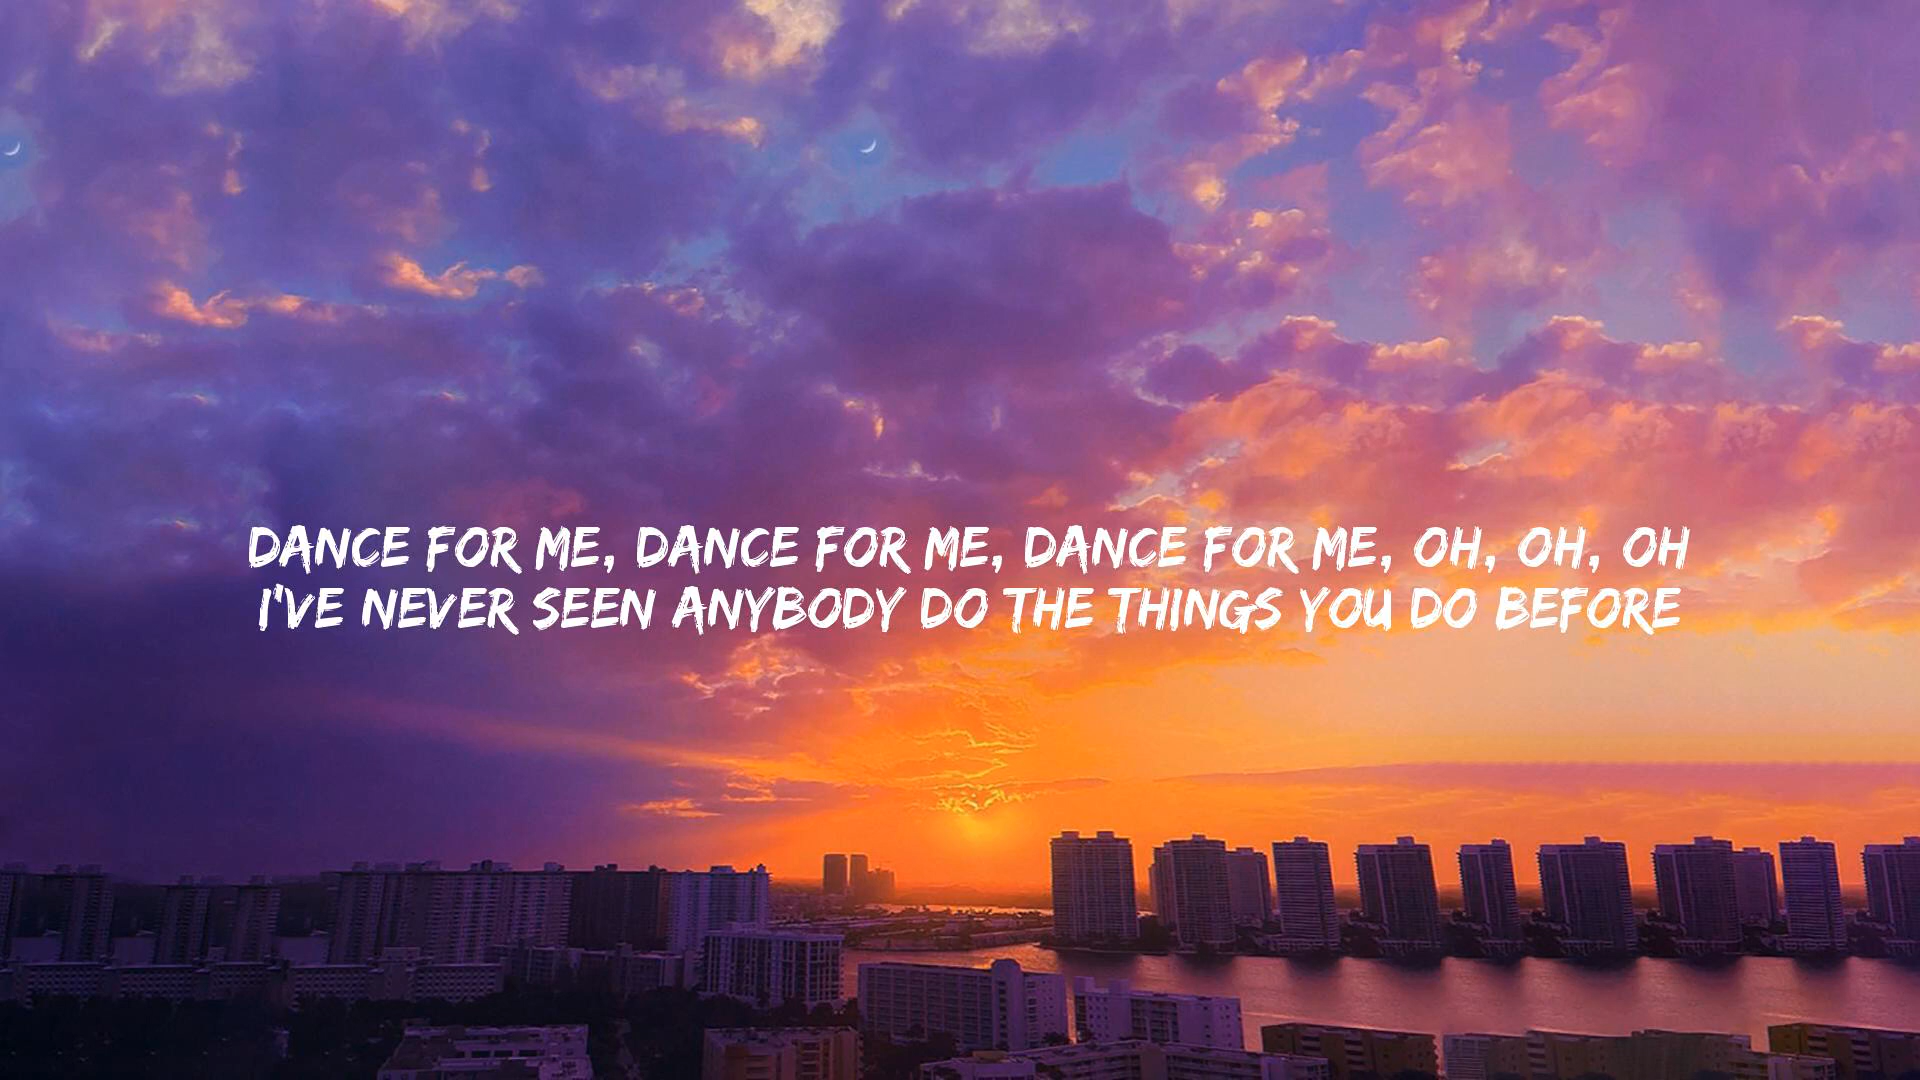 DANCE FOR ME, DANCE FOR ME, DANCE FOR ME, OH, OH, OH
I'VE NEVER SEEN ANYBODY DO THE THINGS YOU DO BEFORE